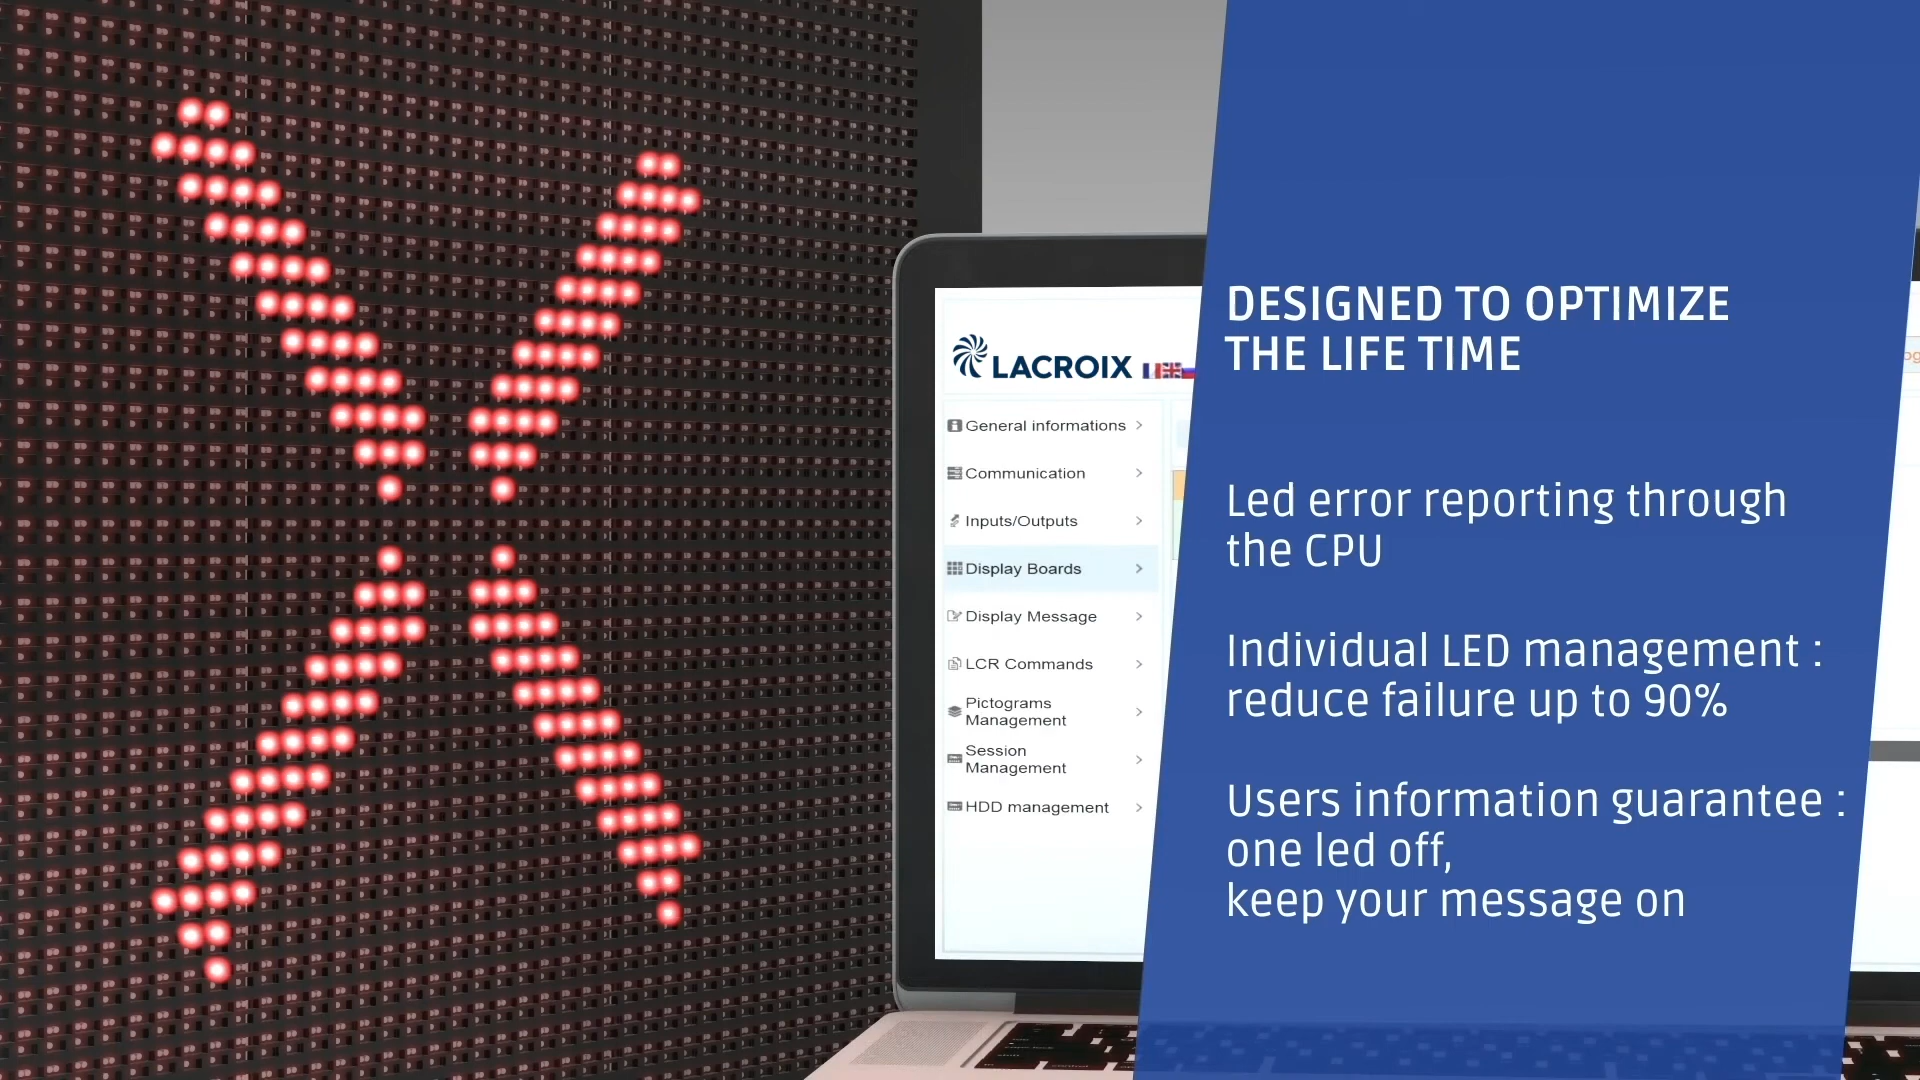 LACROIX
General informations
Communication
Inputs/Outputs
Display Boards
Display Message
LCR Commands
Pictograms
Management
Session
Management
HDD management
DESIGNED TO OPTIMIZE
THE LIFE TIME
Led error reporting through
the CPU
Individual LED management :
reduce failure up to 90%
Users information guarantee :
one led off,
keep your message on